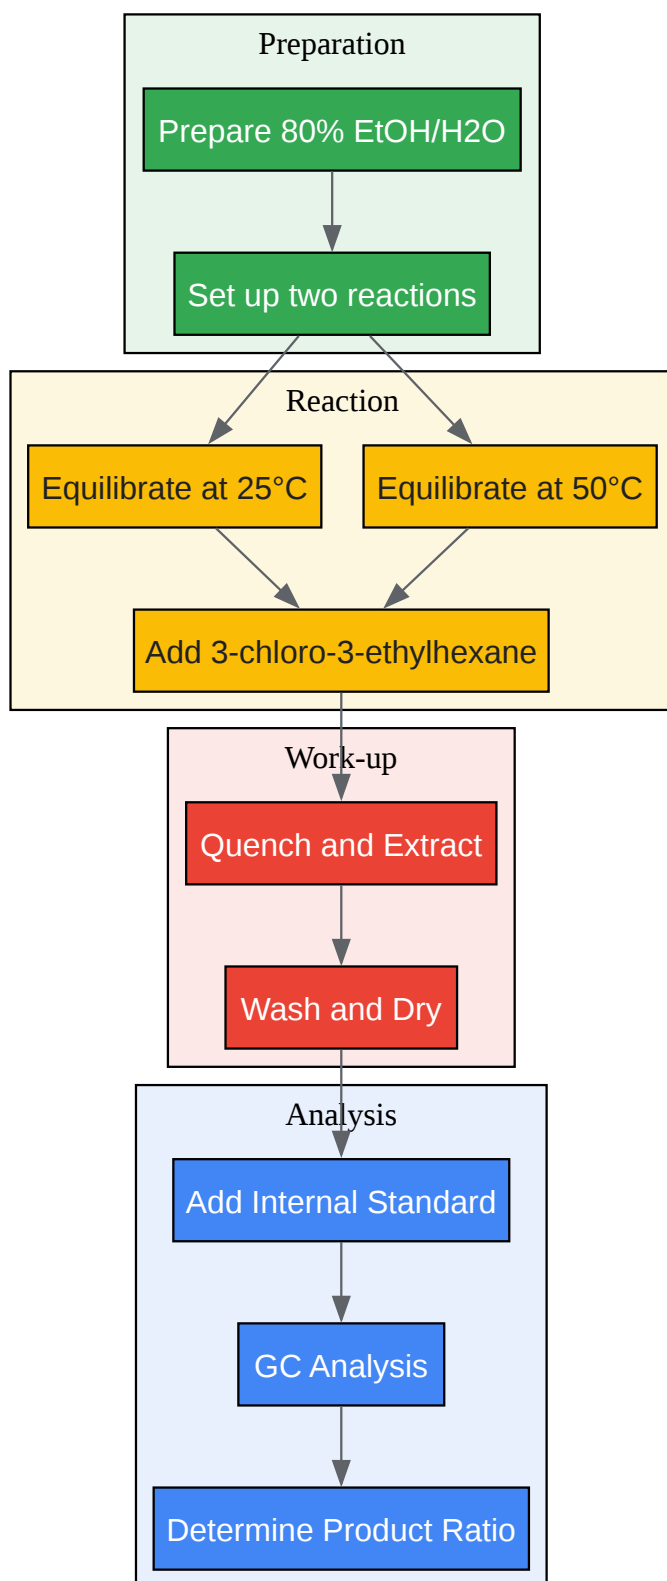 Preparation
Prepare 80% EtOH/H2O
Set up two reactions
Reaction
Equilibrate at 25°C
Equilibrate at 50°C
Add 3-chloro-3-ethylhexane
Work-up
Quench and Extract
Wash and Dry
Analysis
Add Internal Standard
GC Analysis
Determine Product Ratio